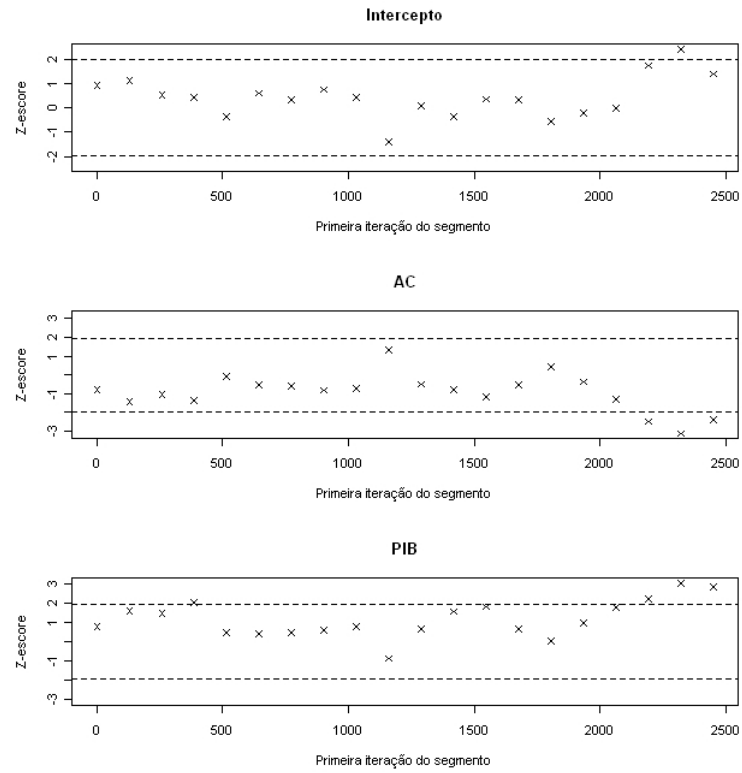 Intercepto
Z-escore
2
1
0
-1
-2
0 500 1000 1500 2000 2500
Primeira iteração do segmento
AC
Z-escore
3
2
1
-1
-3
0 500 1000 1500 2000 2500
Primeira iteração do segmento
PIB
Z-escore
3
2
1
-1
-3
0 500 1000 1500 2000 2500
Primeira iteração do segmento